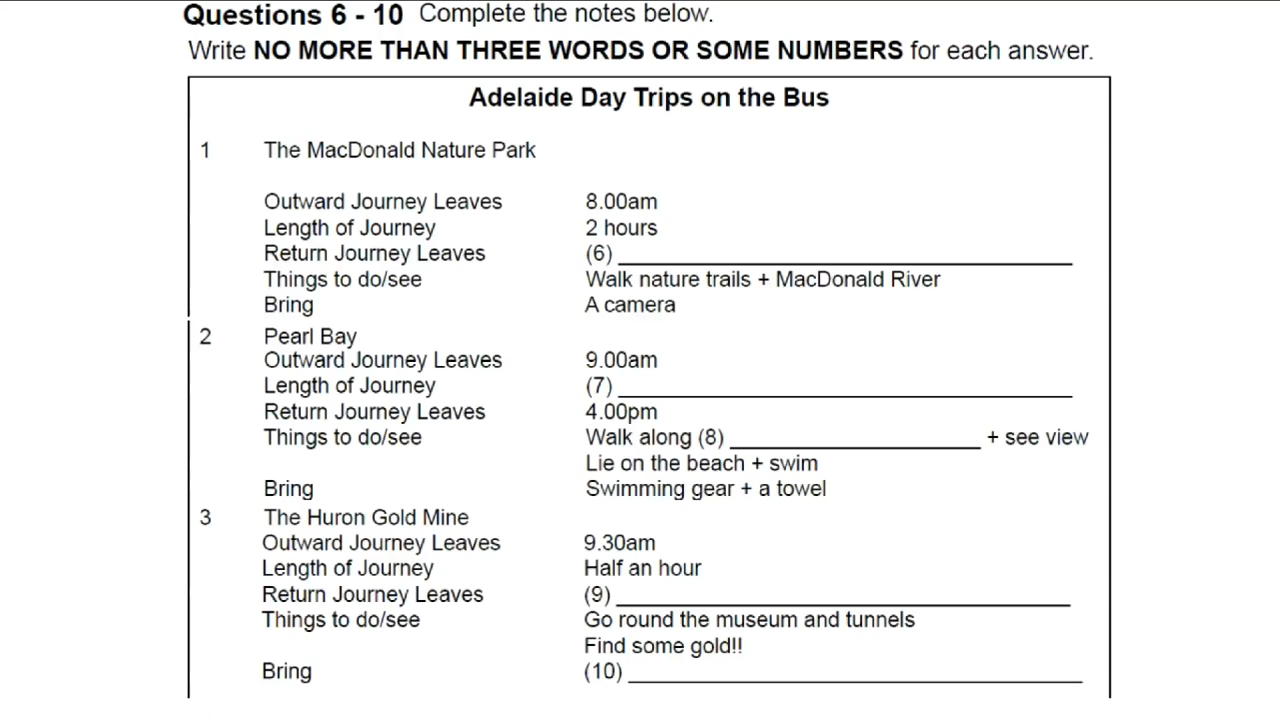 Questions 6 - 10 Complete the notes below.
Write NO MORE THAN THREE WORDS OR SOME NUMBERS for each answer.
Adelaide Day Trips on the Bus
1 The MacDonald Nature Park
Outward Journey Leaves 8.00am
Length of Journey 2 hours
Return Journey Leaves (6) ____________________
Things to do/see Walk nature trails + MacDonald River
Bring A camera
2 Pearl Bay
Outward Journey Leaves 9.00am
Length of Journey (7) ____________________
Return Journey Leaves 4.00pm
Things to do/see Walk along (8) ____________________ + see view
Lie on the beach + swim
Bring Swimming gear + a towel
3 The Huron Gold Mine
Outward Journey Leaves 9.30am
Length of Journey Half an hour
Return Journey Leaves (9) ____________________
Things to do/see Go round the museum and tunnels
Find some gold!!
Bring (10) ____________________